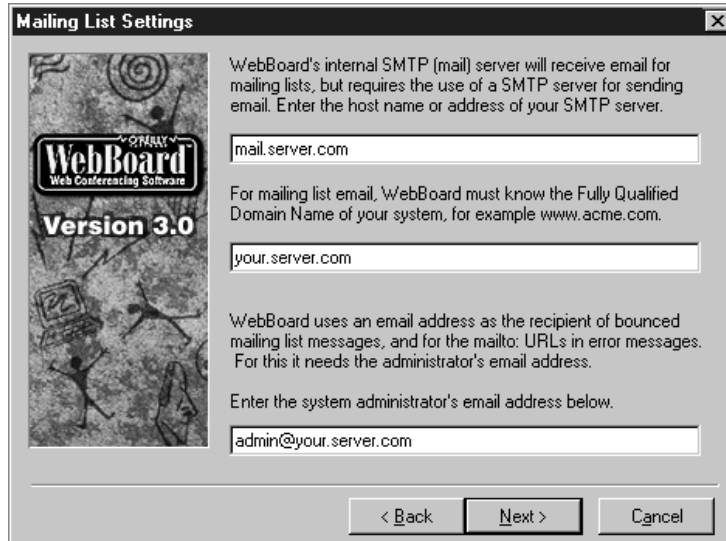 Mailing List Settings
WebBoard's internal SMTP (mail) server will receive email for
mailing lists, but requires the use of a SMTP server for sending
email. Enter the host name or address of your SMTP server.
mail.server.com
For mailing list email, WebBoard must know the Fully Qualified
Domain Name of your system, for example www.acme.com.
your.server.com
WebBoard uses an email address as the recipient of bounced
mailing list messages, and for the mailto: URLs in error messages.
For this it needs the administrator's email address.
Enter the system administrator's email address below.
admin@your.server.com
O'REILLY
WebBoard
Web Conferencing Software
Version 3.0
< Back
Next >
Cancel